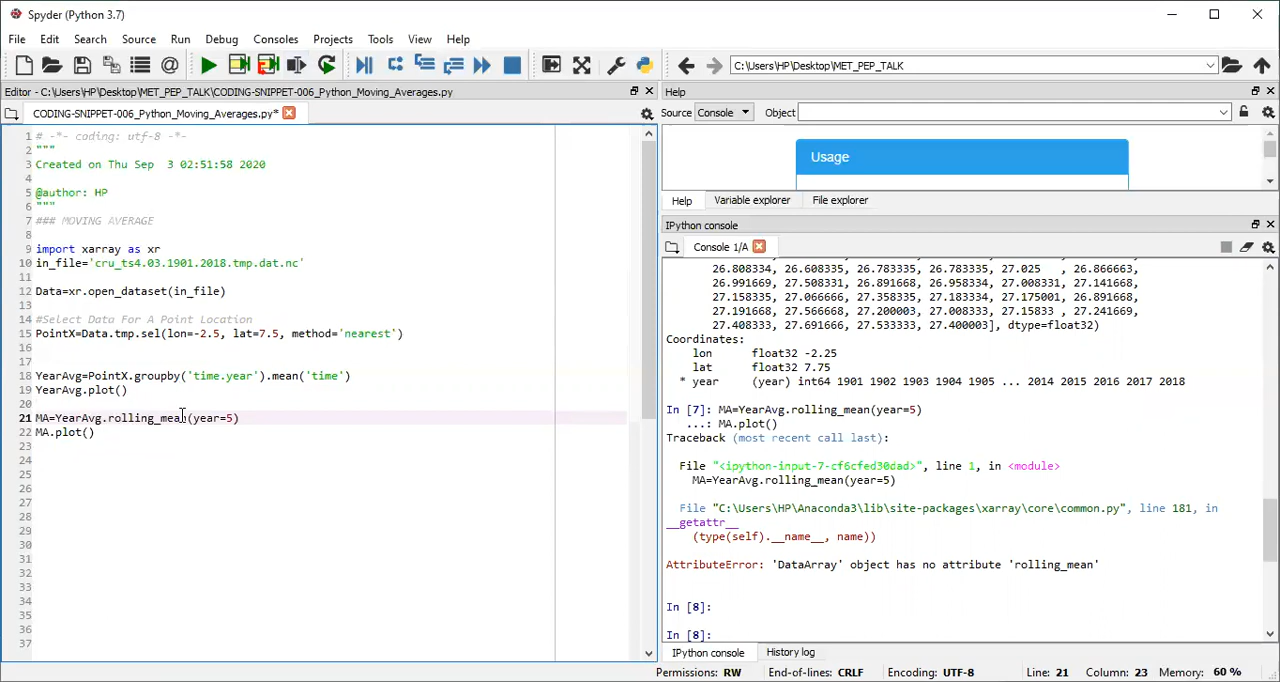 Spyder (Python 3.7)
File Edit Search Source Run Debug Consoles Projects Tools View Help
C:\Users\HP\Desktop\MET_PEP_TALK
Editor - C:\Users\HP\Desktop\MET_PEP_TALK\CODING-SNIPPET-006_Python_Moving_Averages.py
CODING-SNIPPET-006_Python_Moving_Averages.py*
1 # -*- coding: utf-8 -*-
2 """
3 Created on Thu Sep  3 02:51:58 2020
4
5 @author: HP
6 """
7 ### MOVING AVERAGE
8
9 import xarray as xr
10 in_file='cru_ts4.03.1901.2018.tmp.dat.nc'
11
12 Data=xr.open_dataset(in_file)
13
14 #Select Data For A Point Location
15 PointX=Data.tmp.sel(lon=-2.5, lat=7.5, method='nearest')
16
17
18 YearAvg=PointX.groupby('time.year').mean('time')
19 YearAvg.plot()
20
21 MA=YearAvg.rolling_mean(year=5)
22 MA.plot()
23
24
25
26
27
28
29
30
31
32
33
34
35
36
37
Help
Source Console Object
Usage
Help Variable explorer File explorer
IPython console
Console 1/A
26.808334, 26.608335, 26.783335, 26.783335, 27.025   , 26.866663,
26.991669, 27.508331, 26.891668, 26.958334, 27.008331, 27.141668,
27.158335, 27.066666, 27.358335, 27.183334, 27.175001, 26.891668,
27.191668, 27.566668, 27.200003, 27.008333, 27.15833 , 27.241669,
27.408333, 27.691666, 27.533333, 27.400003], dtype=float32)
Coordinates:
lon      float32 -2.25
lat      float32 7.75
* year     (year) int64 1901 1902 1903 1904 1905 ... 2014 2015 2016 2017 2018
In [7]: MA=YearAvg.rolling_mean(year=5)
...: MA.plot()
Traceback (most recent call last):
File "<ipython-input-7-cf6cfed30dad>", line 1, in <module>
MA=YearAvg.rolling_mean(year=5)
File "C:\Users\HP\Anaconda3\lib\site-packages\xarray\core\common.py", line 181, in
__getattr__
(type(self).__name__, name))
AttributeError: 'DataArray' object has no attribute 'rolling_mean'
In [8]:
In [8]:
IPython console History log
Permissions: RW End-of-lines: CRLF Encoding: UTF-8 Line: 21 Column: 23 Memory: 60 %